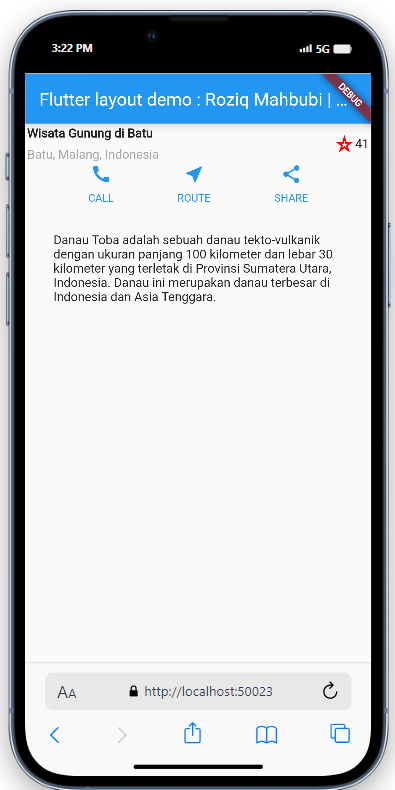 3:22 PM
5G
DEBUG
Flutter layout demo : Roziq Mahbubi | ...
Wisata Gunung di Batu
41
Batu, Malang, Indonesia
CALL ROUTE SHARE
Danau Toba adalah sebuah danau tekto-vulkanik
dengan ukuran panjang 100 kilometer dan lebar 30
kilometer yang terletak di Provinsi Sumatera Utara,
Indonesia. Danau ini merupakan danau terbesar di
Indonesia dan Asia Tenggara.
AA http://localhost:50023